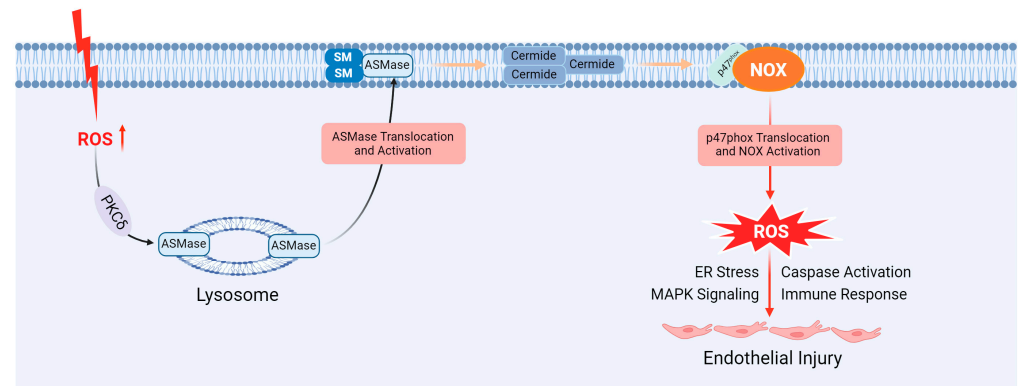 SM
SM
ASMase
Cermide
Cermide
Cermide
p47phox
NOX
ROS
ASMase Translocation
and Activation
p47phox Translocation
and NOX Activation
PKCδ
ASMase
ASMase
Lysosome
ROS
ER Stress
Caspase Activation
MAPK Signaling
Immune Response
Endothelial Injury